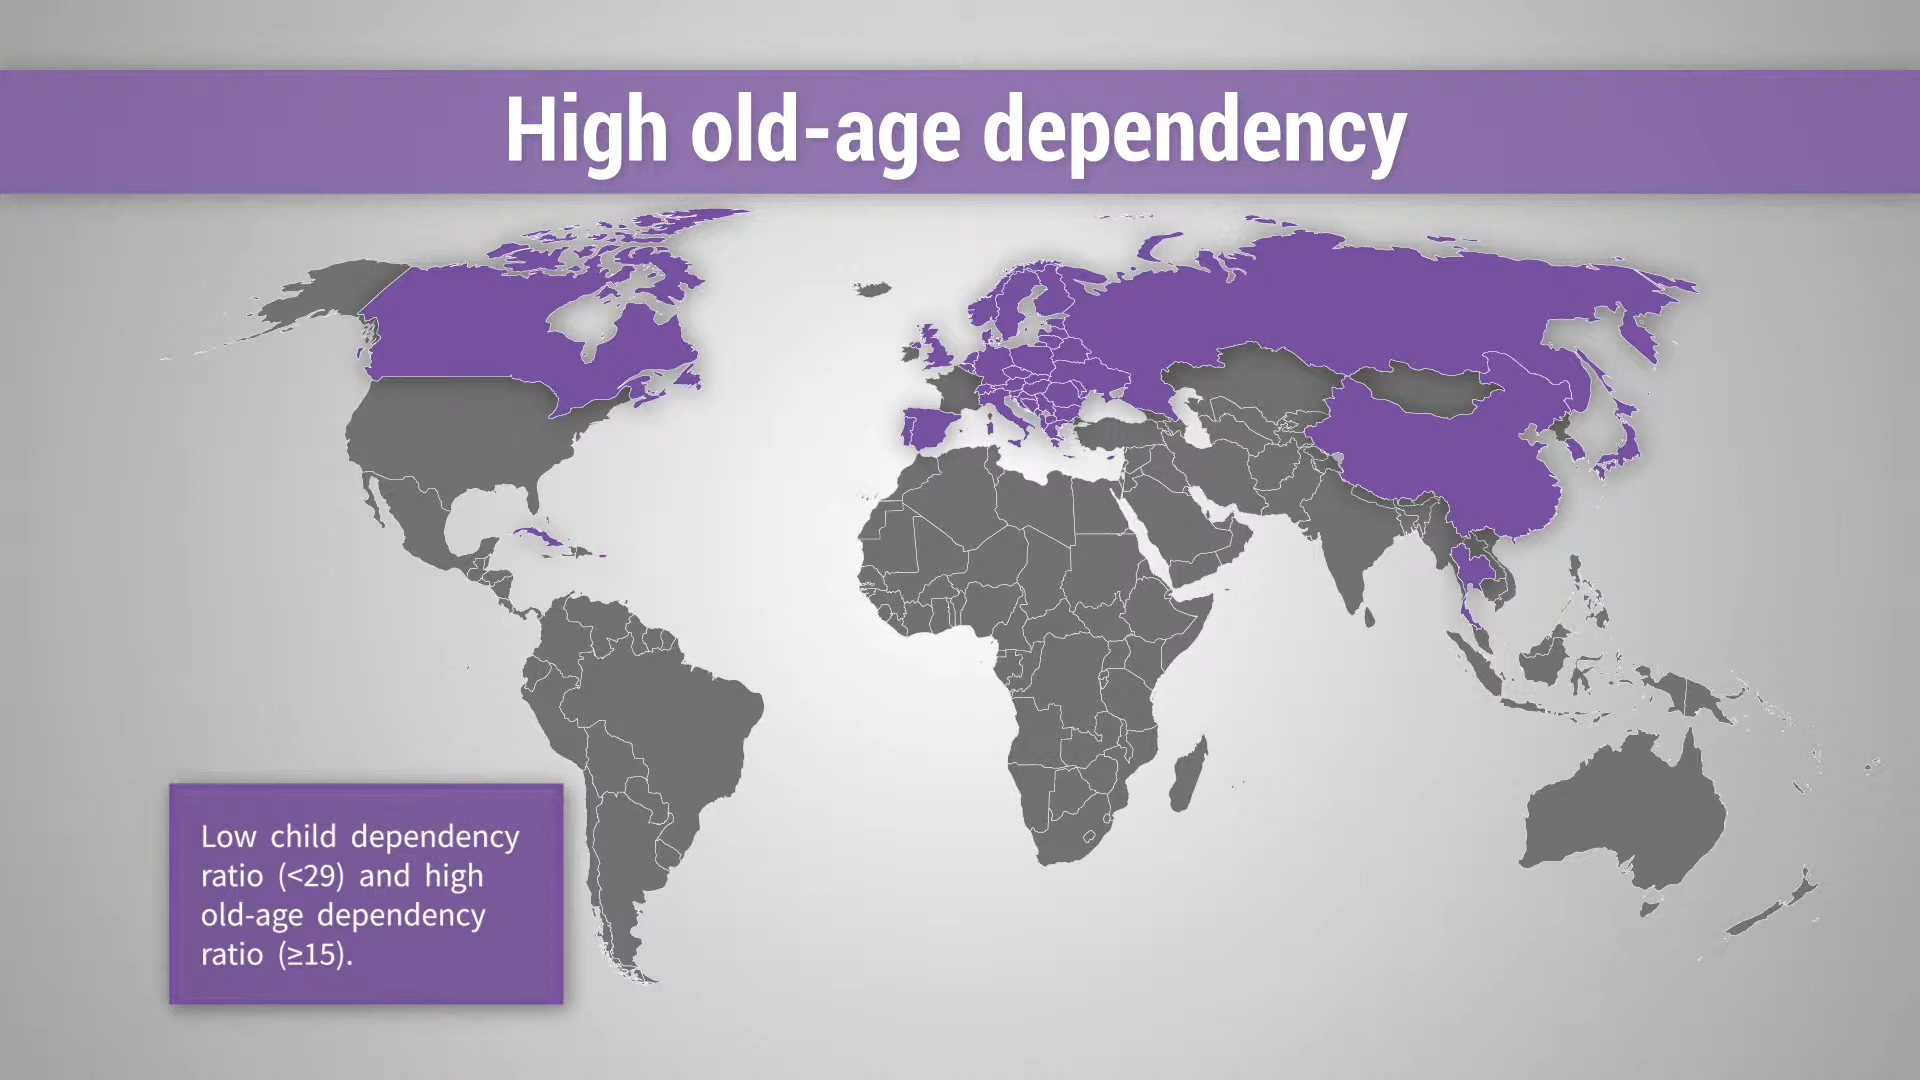 High old-age dependency
Low child dependency
ratio (<29) and high
old-age dependency
ratio (≥15).